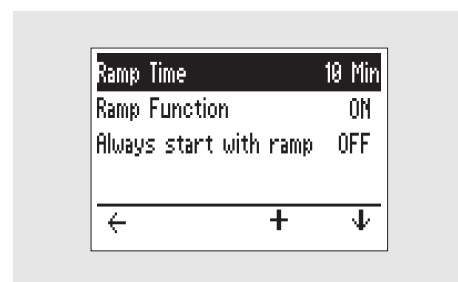 Ramp Time 10 Min
Ramp Function ON
Always start with ramp OFF
← + ↓